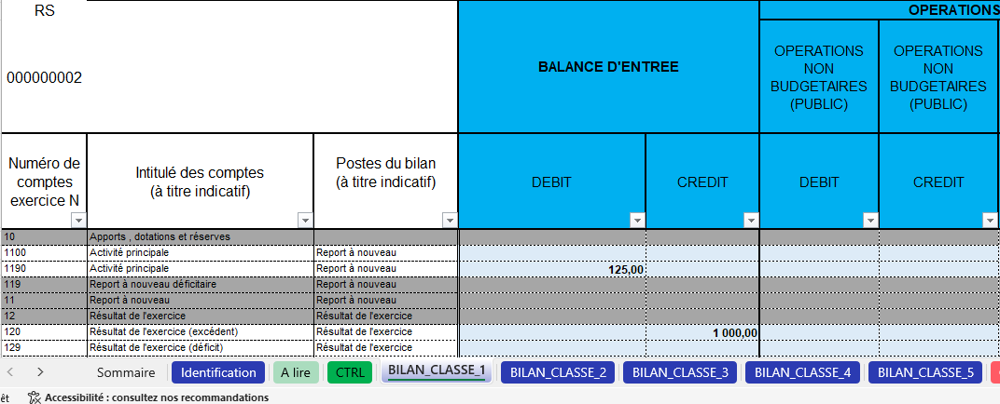 RS
OPERATIONS
000000002
BALANCE D'ENTREE
OPERATIONS
NON
BUDGETAIRES
(PUBLIC)
OPERATIONS
NON
BUDGETAIRES
(PUBLIC)
Numéro de
comptes
exercice N
Intitulé des comptes
(à titre indicatif)
Postes du bilan
(à titre indicatif)
DEBIT
CREDIT
DEBIT
CREDIT
10 Apports , dotations et réserves
1100 Activité principale Report à nouveau
1190 Activité principale Report à nouveau 125,00
119 Report à nouveau déficitaire Report à nouveau
11 Report à nouveau Report à nouveau
12 Résultat de l'exercice Résultat de l'exercice
120 Résultat de l'exercice (excédent) Résultat de l'exercice 1 000,00
129 Résultat de l'exercice (déficit) Résultat de l'exercice
Sommaire Identification A lire CTRL BILAN_CLASSE_1 BILAN_CLASSE_2 BILAN_CLASSE_3 BILAN_CLASSE_4 BILAN_CLASSE_5
êt Accessibilité : consultez nos recommandations